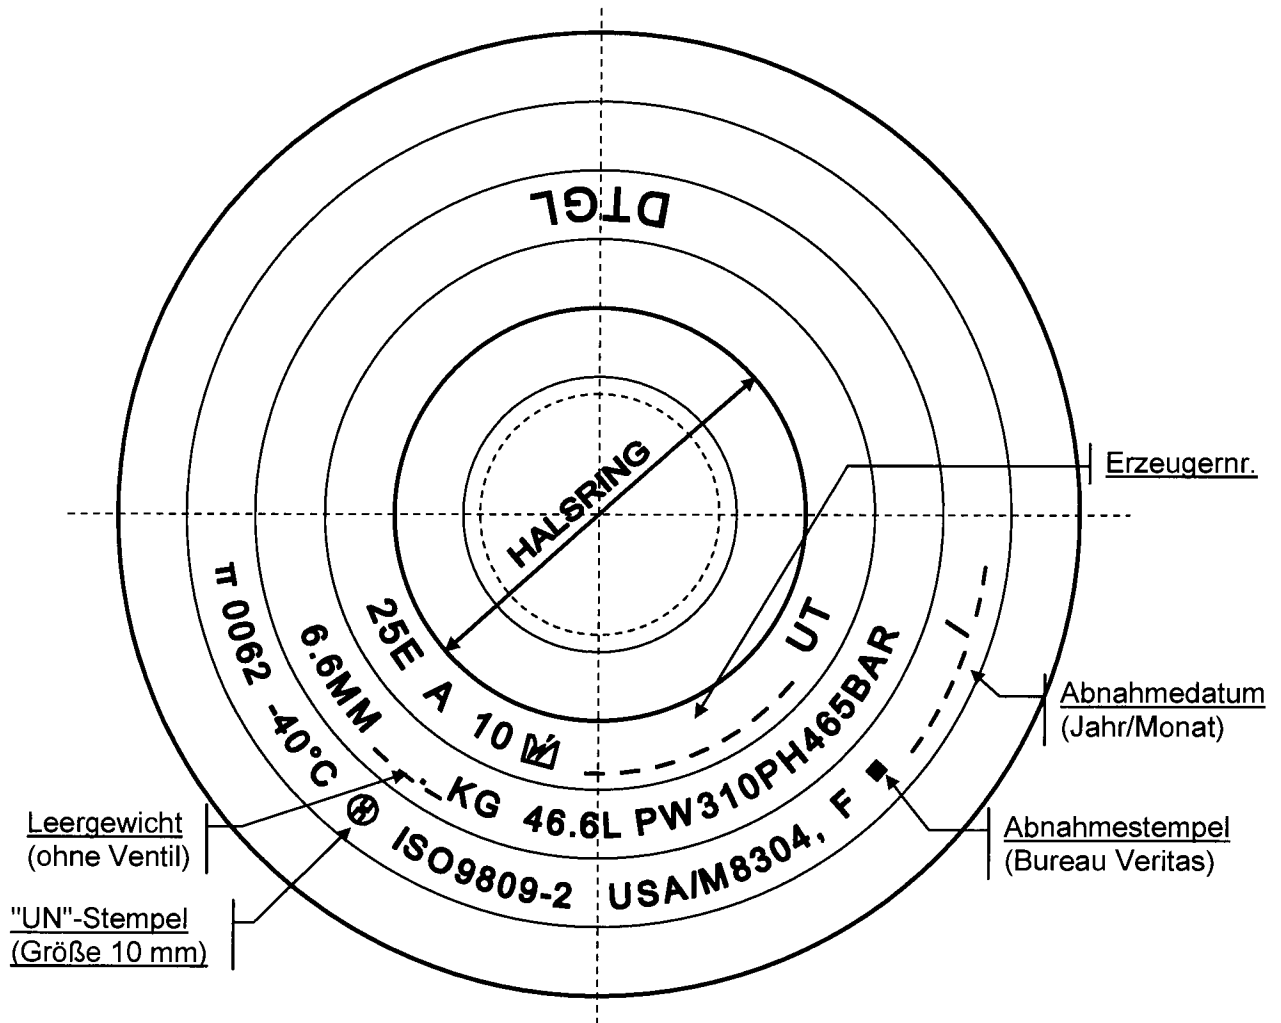 DTGL
HALSRING
25E A 10 _ _ _ _ _ _ _ UT
6.6MM _ _._KG 46.6L PW310PH465BAR
π 0062 -40°C ISO9809-2 USA/M8304, F ■ _ _ _ _ / _ _
Erzeugernr.
Abnahmedatum
(Jahr/Monat)
Abnahmestempel
(Bureau Veritas)
Leergewicht
(ohne Ventil)
"UN"-Stempel
(Größe 10 mm)